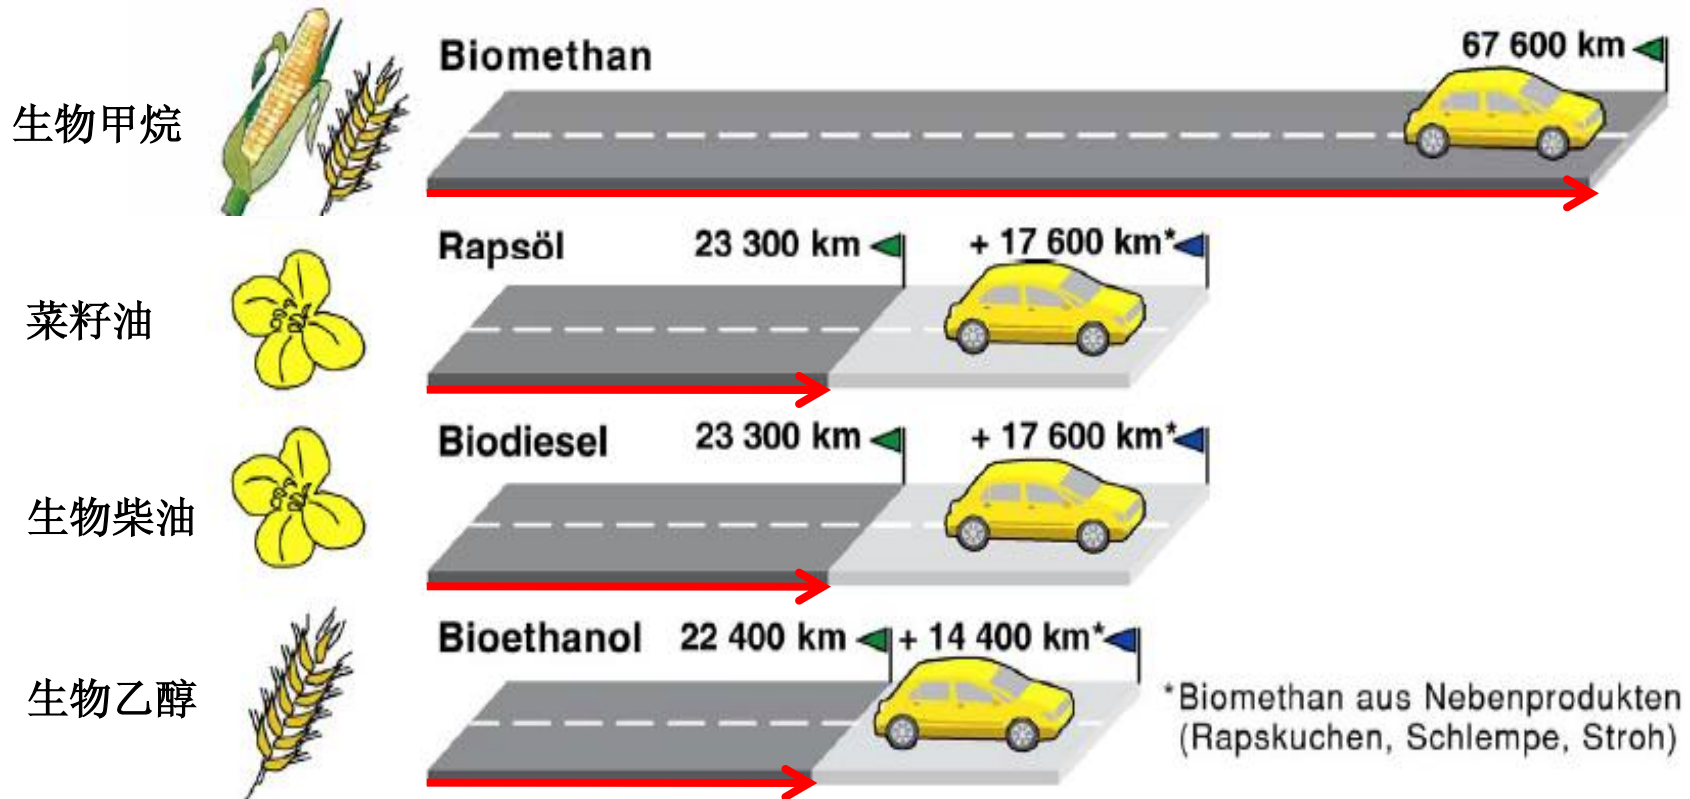 生物甲烷
Biomethan
67 600 km
菜籽油
Rapsöl
23 300 km
+ 17 600 km*
生物柴油
Biodiesel
23 300 km
+ 17 600 km*
生物乙醇
Bioethanol
22 400 km
+ 14 400 km*
*Biomethan aus Nebenprodukten
(Rapskuchen, Schlempe, Stroh)